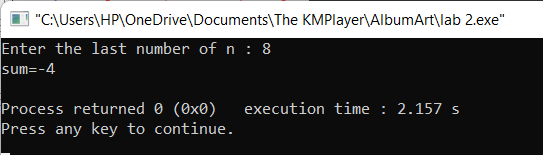 "C:\Users\HP\OneDrive\Documents\The KMPlayer\AlbumArt\lab 2.exe"
Enter the last number of n : 8
sum=-4
Process returned 0 (0x0)   execution time : 2.157 s
Press any key to continue.